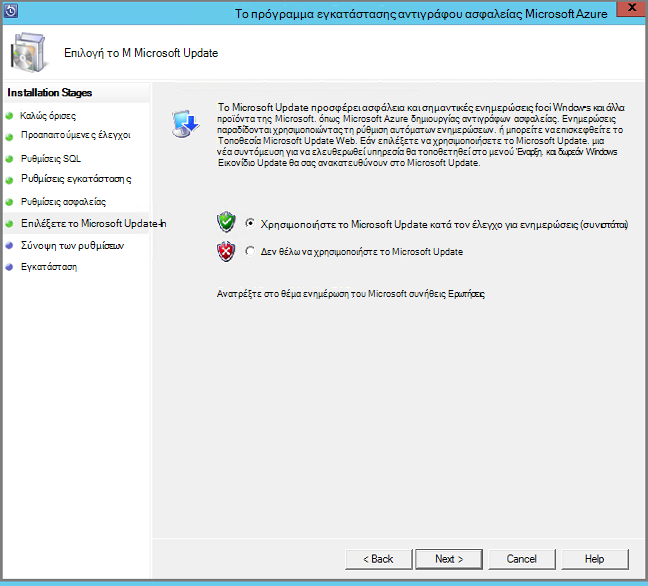 Το πρόγραμμα εγκατάστασης αντιγράφου ασφαλείας Microsoft Azure
Επιλογή το M Microsoft Update
Installation Stages
Καλώς όρισες
Προαπαιτούμενες έλεγχοι
Ρυθμίσεις SQL
Ρυθμίσεις εγκατάσταση ς
Ρυθμίσεις ασφαλείας
Επιλέξετε το Microsoft Update-In
Σύνοψη των ρυθμίσεων
Εγκατάσταση
Το Microsoft Update προσφέρει ασφάλεια και σημαντικές ενημερώσεις foci Windows και άλλα
προϊόντα της Microsoft. όπως Microsoft Azure δημιουργίας αντιγράφων ασφαλείας. Ενημερώσεις
παραδίδονται χρησιμοποιώντας τη ρύθμιση αυτόματων ενημερώσεων. ή μπορείτε να επισκεφθείτε το
Τοποθεσία Microsoft Update Web. Εάν επιλέξετε να χρησιμοποιήσετε το Microsoft Update. μια
νέα συντόμευση για να ελευθερωθεί υπηρεσία θα τοποθετηθεί στο μενού Έναρξη, και δωρεάν Windows
Εικονίδιο Update θα σας ανακατευθύνουν στο Microsoft Update.
Χρησιμοποιήστε το Microsoft Update κατά τον έλεγχο για ενημερώσεις (συνιστάται)
Δεν θέλω να χρησιμοποιήστε το Microsoft Update
Ανατρέξτε στο θέμα ενημέρωση του Microsoft συνήθεις Ερωτήσεις
< Back
Next >
Cancel
Help